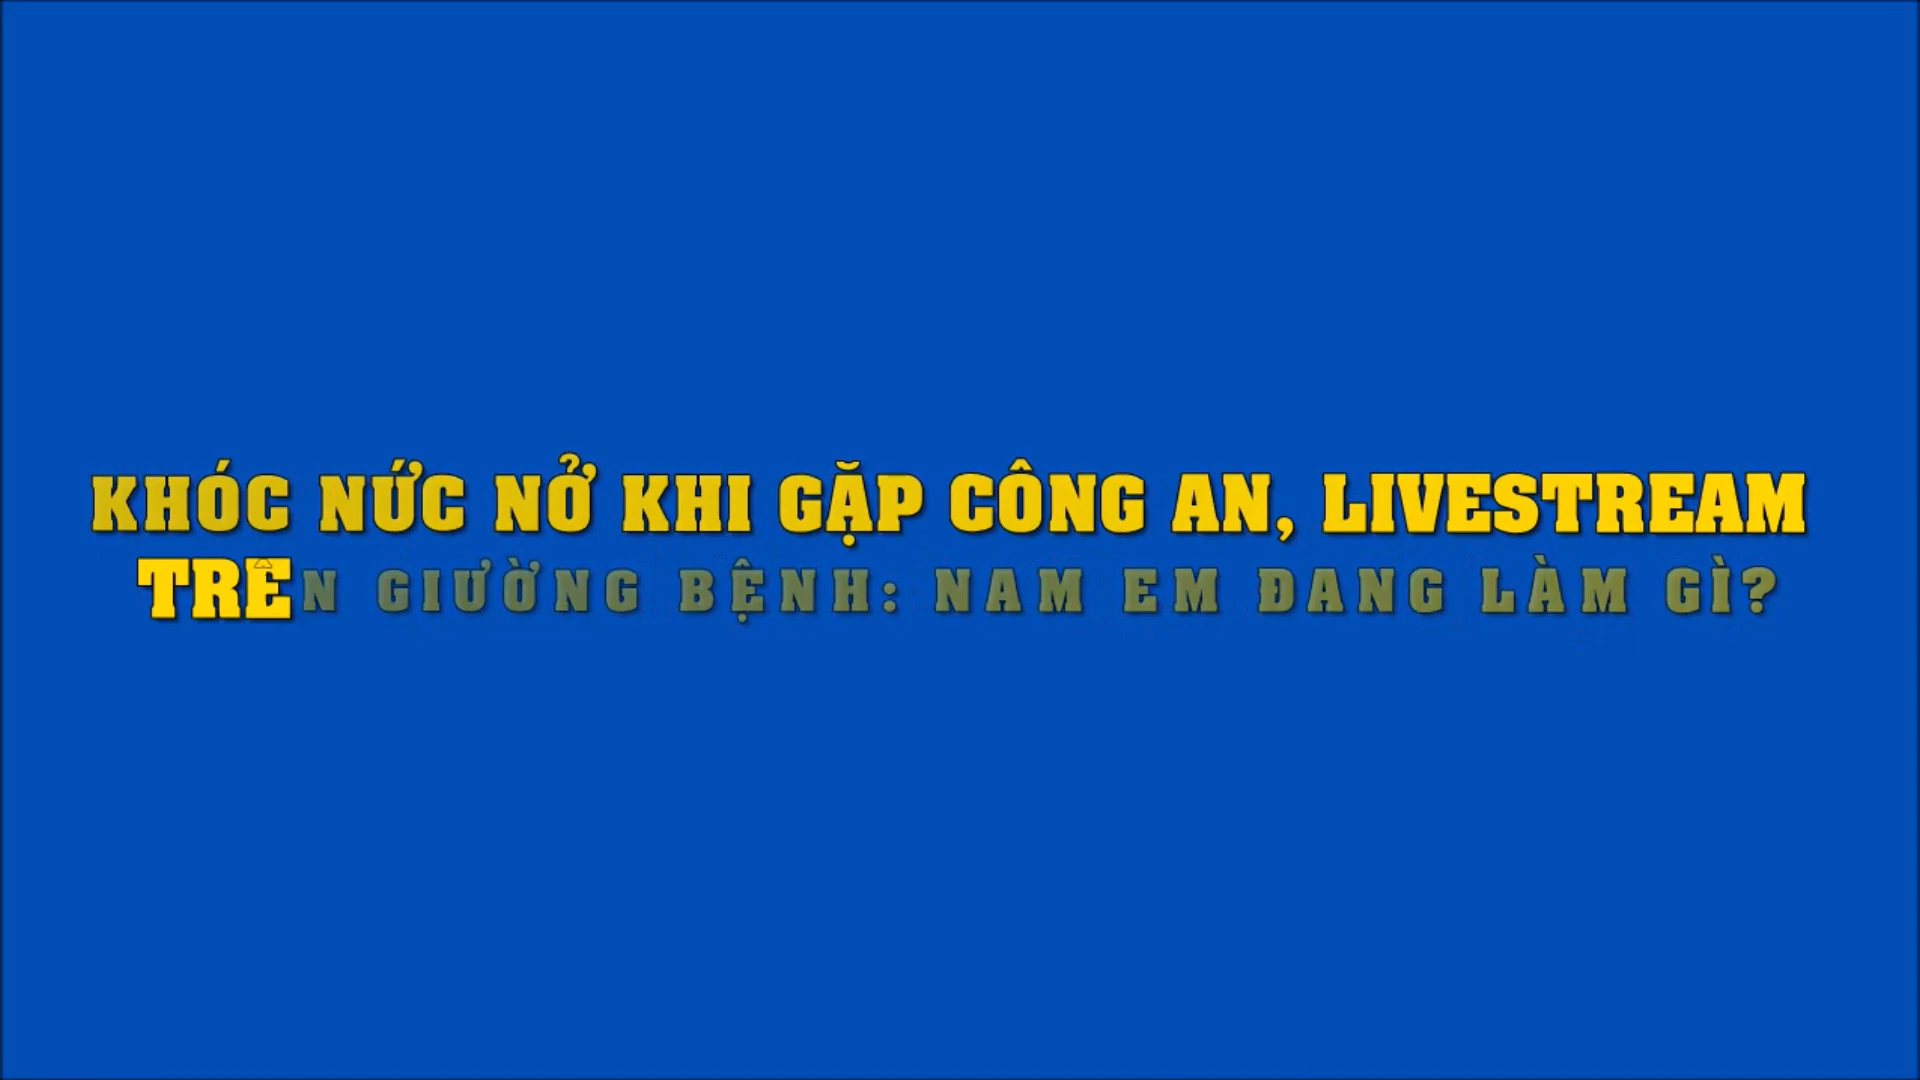 KHÓC NỨC NỞ KHI GẶP CÔNG AN, LIVESTREAM
TRÊN GIƯỜNG BỆNH: NAM EM ĐANG LÀM GÌ?